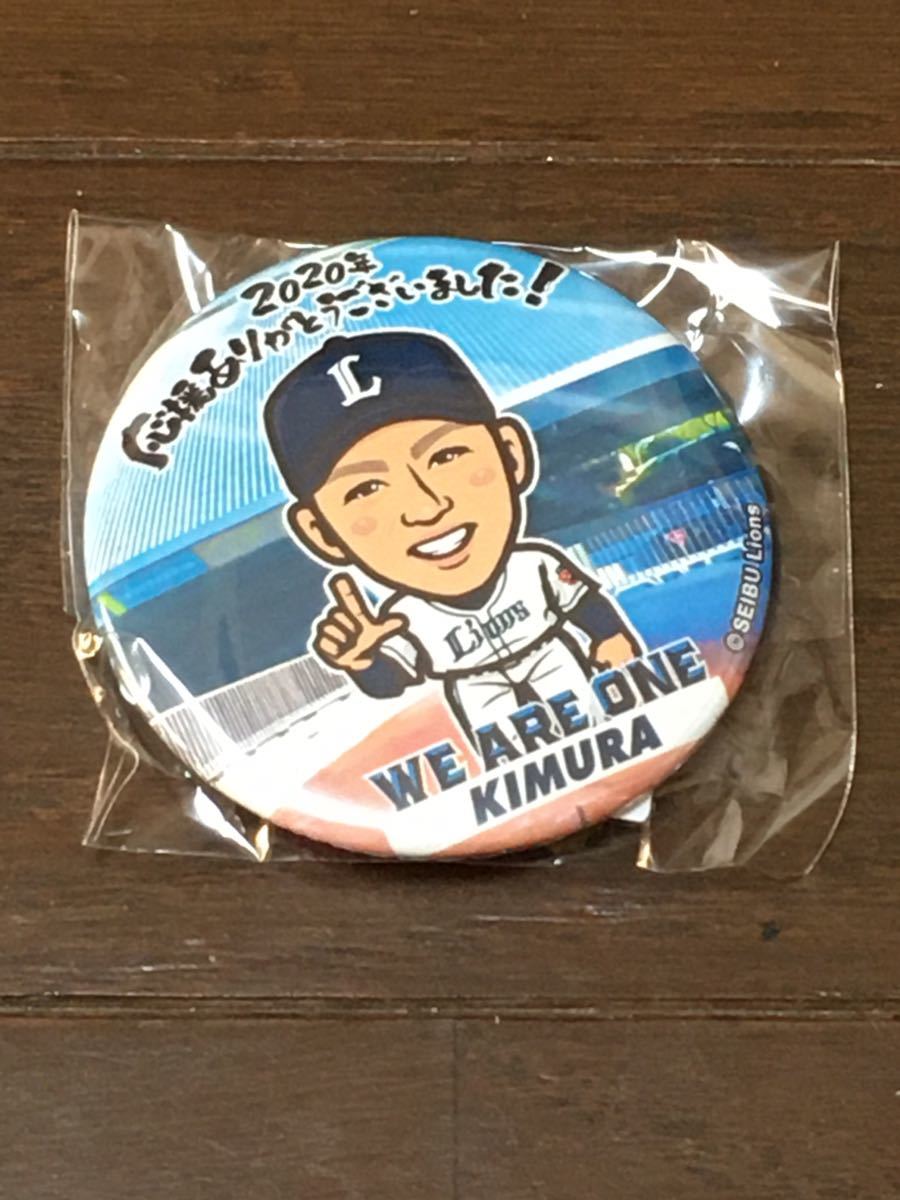 2020年
応援ありがとうございました!
L
Lions
WE ARE ONE
KIMURA
©SEIBU Lions